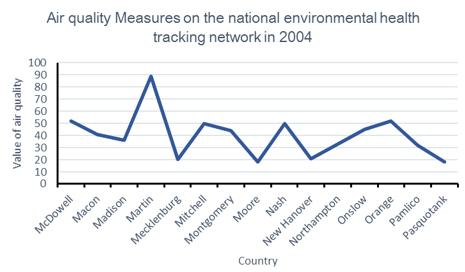 Air quality Measures on the national environmental health
tracking network in 2004
Value of air quality
100
90
80
70
60
50
40
30
20
10
0
McDowell
Macon
Madison
Martin
Mecklenburg
Mitchell
Montgomery
Moore
Nash
New Hanover
Northampton
Onslow
Orange
Pamlico
Pasquotank
Country